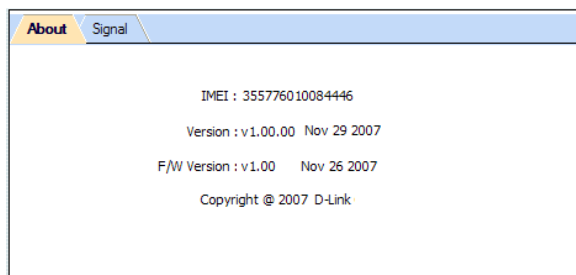 About Signal
IMEI : 355776010084446
Version : v1.00.00 Nov 29 2007
F/W Version : v1.00 Nov 26 2007
Copyright @ 2007 D-Link